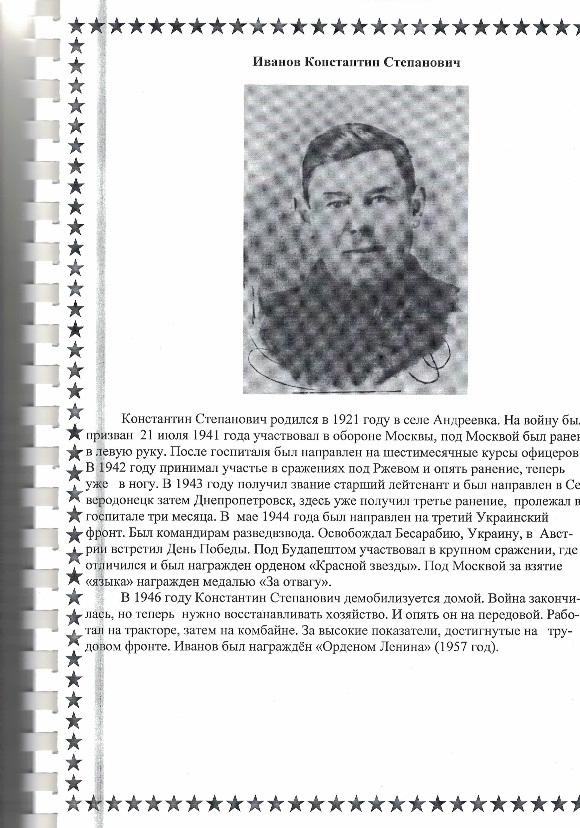 Иванов Константин Степанович
Константин Степанович родился в 1921 году в селе Андреевка. На войну бы
призван 21 июля 1941 года участвовал в обороне Москвы, под Москвой был ранен
в левую руку. После госпиталя был направлен на шестимесячные курсы офицеров
В 1942 году принимал участье в сражениях под Ржевом и опять ранение, теперь
уже в ногу. В 1943 году получил звание старший лейтенант и был направлен в Се
веродонецк затем Днепропетровск, здесь уже получил третье ранение, пролежал в
госпитале три месяца. В мае 1944 года был направлен на третий Украинский
фронт. Был командирам разведвзвода. Освобождал Бесарабию, Украину, в Авст-
рии встретил День Победы. Под Будапештом участвовал в крупном сражении, где
отличился и был награжден орденом «Красной звезды». Под Москвой за взятие
«языка» награжден медалью «За отвагу».
В 1946 году Константин Степанович демобилизуется домой. Война закончи-
лась, но теперь нужно восстанавливать хозяйство. И опять он на передовой. Рабо-
тал на тракторе, затем на комбайне. За высокие показатели, достигнутые на тру-
довом фронте. Иванов был награждён «Орденом Ленина» (1957 год).